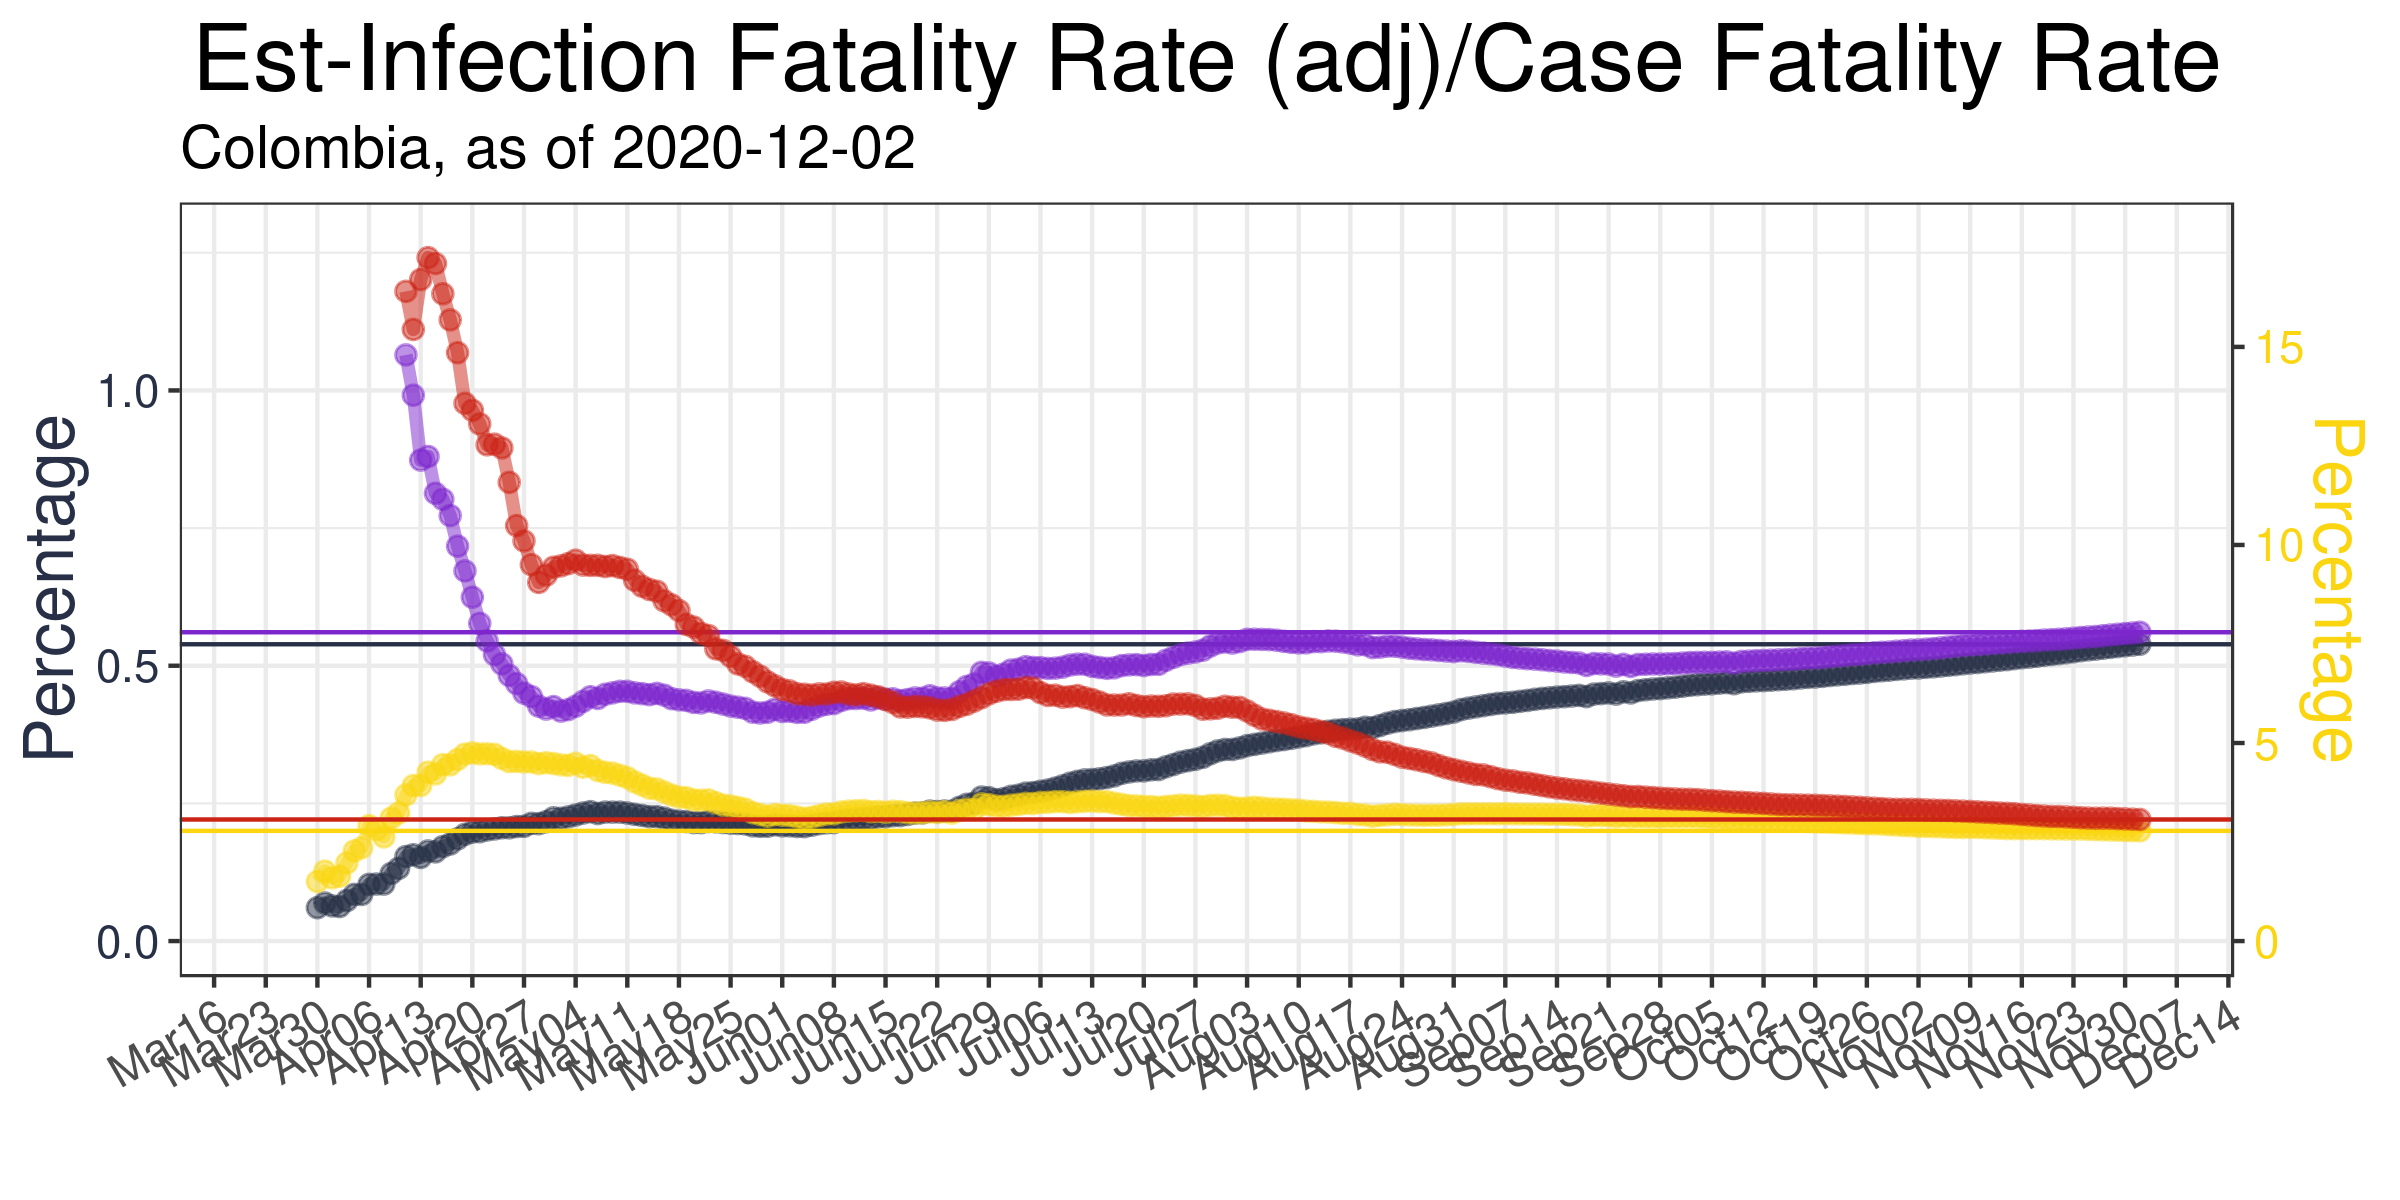 Est-Infection Fatality Rate (adj)/Case Fatality Rate
Colombia, as of 2020-12-02
Percentage
1.0
0.5
0.0
15
10
5
0
Percentage
Mar16
Mar23
Mar30
Apr06
Apr13
Apr20
Apr27
May04
May11
May18
May25
Jun01
Jun08
Jun15
Jun22
Jun29
Jul06
Jul13
Jul20
Jul27
Aug03
Aug10
Aug17
Aug24
Aug31
Sep07
Sep14
Sep21
Sep28
Oct05
Oct12
Oct19
Oct26
Nov02
Nov09
Nov16
Nov23
Nov30
Dec07
Dec14